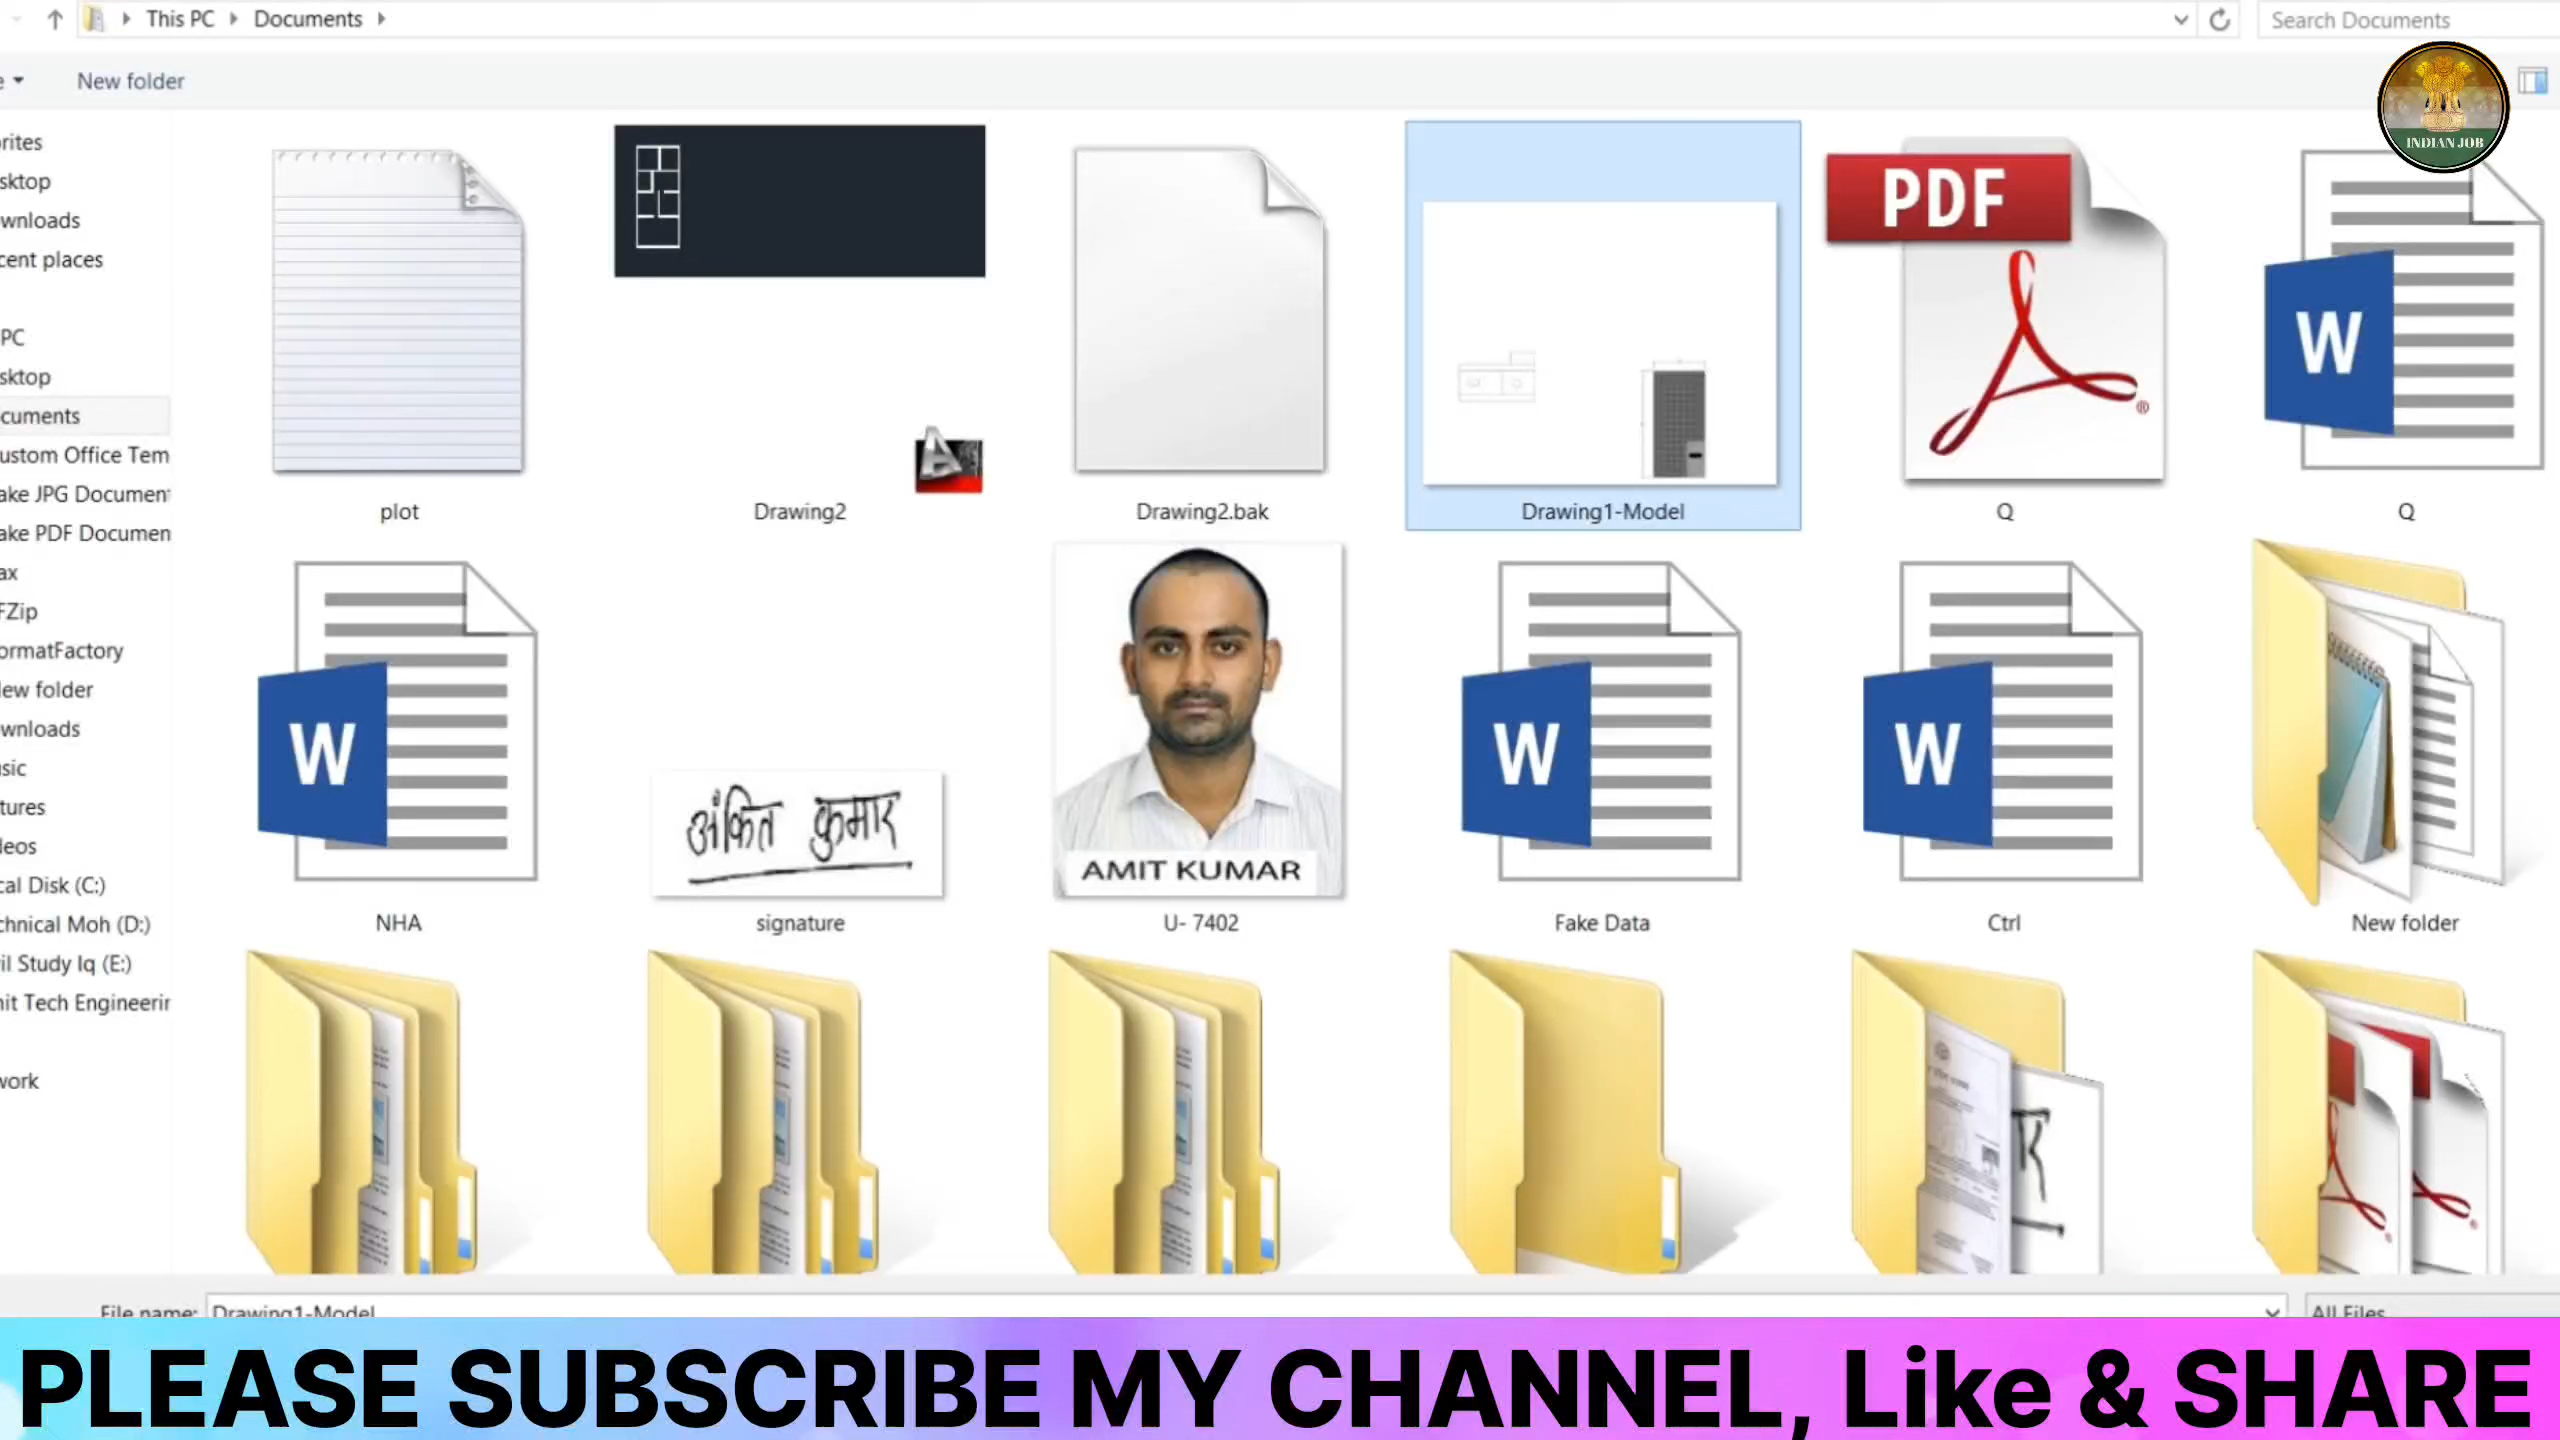 This PC
Documents
Search Documents
New folder
INDIAN JOB
rites
sktop
wnloads
cent places
PC
sktop
cuments
ustom Office Tem
ake JPG Document
ake PDF Documen
ax
FZip
ormatFactory
lew folder
wnloads
sic
tures
leos
cal Disk (C:)
chnical Moh (D:)
il Study Iq (E:)
nit Tech Engineerin
work
PDF
W
plot
Drawing2
Drawing2.bak
Drawing1-Model
Q
Q
W
अंकित कुमार
AMIT KUMAR
W
W
NHA
signature
U- 7402
Fake Data
Ctrl
New folder
File name:
Drawing1-Model
All Files
PLEASE SUBSCRIBE MY CHANNEL, Like & SHARE